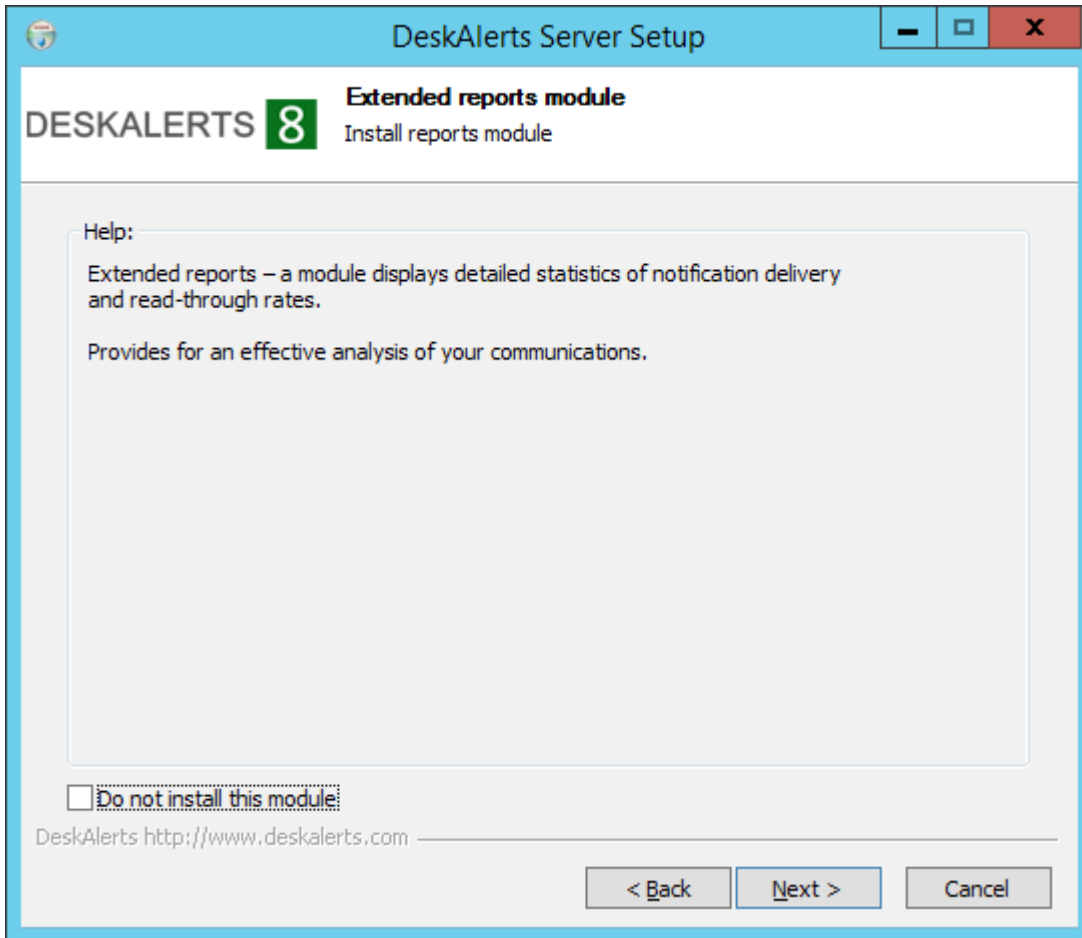 DeskAlerts Server Setup
DESKALERTS 8
Extended reports module
Install reports module
Help:
Extended reports – a module displays detailed statistics of notification delivery
and read-through rates.
Provides for an effective analysis of your communications.
Do not install this module
DeskAlerts http://www.deskalerts.com
< Back
Next >
Cancel